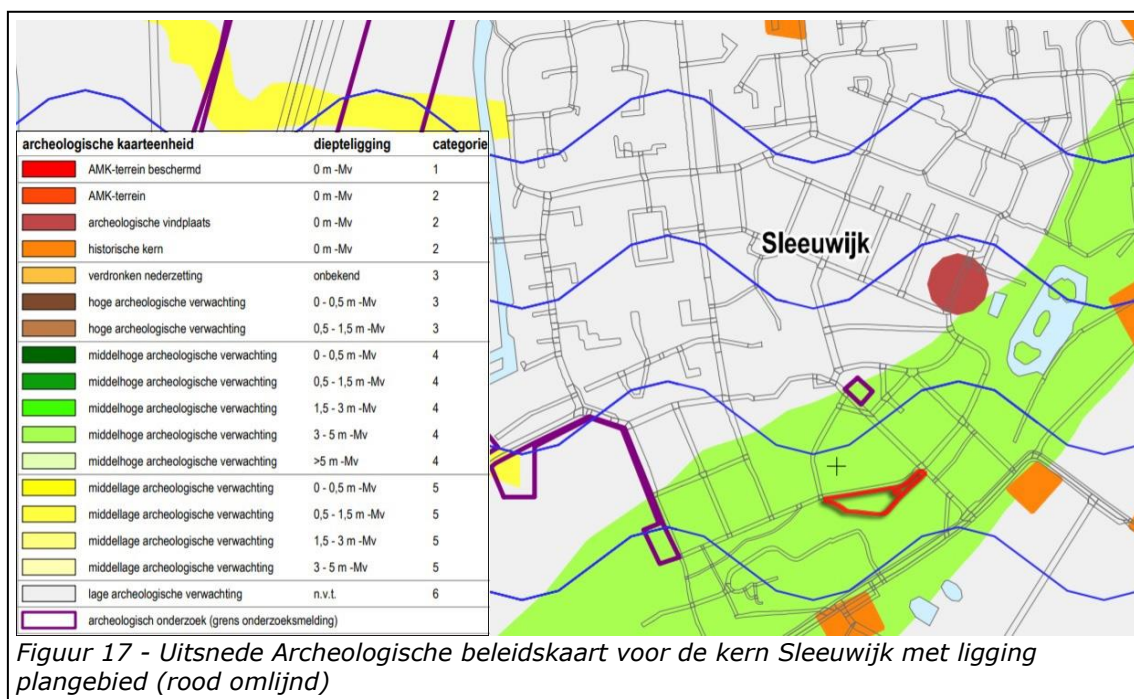 Sleeuwijk
archeologische kaarteenheid diepteligging categorie
AMK-terrein beschermd 0 m -Mv 1
AMK-terrein 0 m -Mv 2
archeologische vindplaats 0 m -Mv 2
historische kern 0 m -Mv 2
verdronken nederzetting onbekend 3
hoge archeologische verwachting 0 - 0,5 m -Mv 3
hoge archeologische verwachting 0,5 - 1,5 m -Mv 3
middelhoge archeologische verwachting 0 - 0,5 m -Mv 4
middelhoge archeologische verwachting 0,5 - 1,5 m -Mv 4
middelhoge archeologische verwachting 1,5 - 3 m -Mv 4
middelhoge archeologische verwachting 3 - 5 m -Mv 4
middelhoge archeologische verwachting >5 m -Mv 4
middellage archeologische verwachting 0 - 0,5 m -Mv 5
middellage archeologische verwachting 0,5 - 1,5 m -Mv 5
middellage archeologische verwachting 1,5 - 3 m -Mv 5
middellage archeologische verwachting 3 - 5 m -Mv 5
lage archeologische verwachting n.v.t. 6
archeologisch onderzoek (grens onderzoeksmelding)
Figuur 17 - Uitsnede Archeologische beleidskaart voor de kern Sleeuwijk met ligging
plangebied (rood omlijnd)